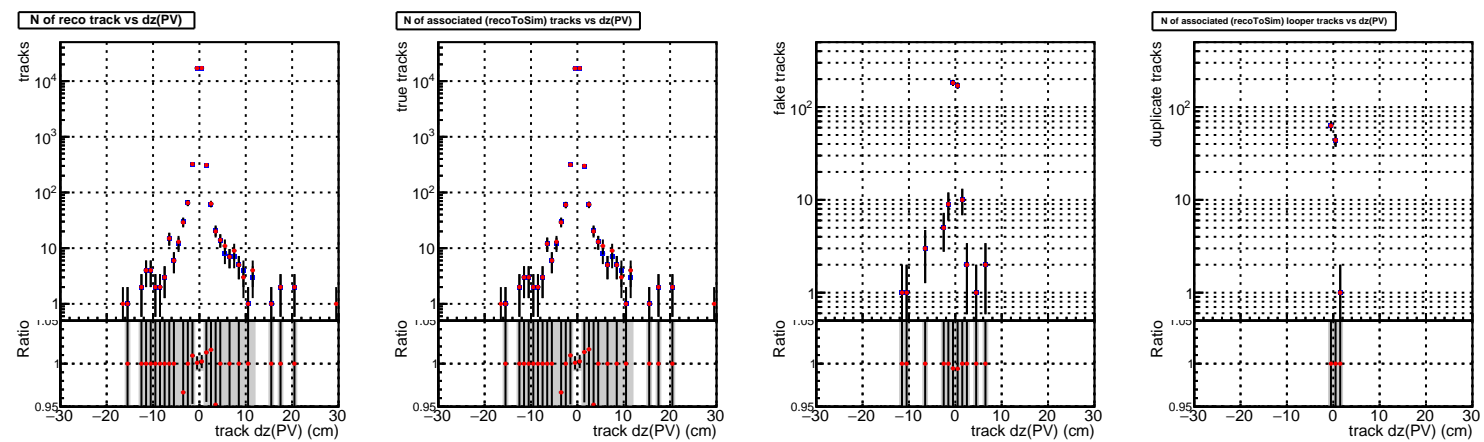 N of reco track vs dz(PV)
tracks
10⁴
10³
10²
10
1
Ratio
1.05
1
0.95
−30 −20 −10 0 10 20 30
track dz(PV) (cm)
N of associated (recoToSim) tracks vs dz(PV)
true tracks
10⁴
10³
10²
10
1
Ratio
1.05
1
0.95
−30 −20 −10 0 10 20 30
track dz(PV) (cm)
fake tracks
10²
10
1
Ratio
1.05
1
0.95
−30 −20 −10 0 10 20 30
track dz(PV) (cm)
N of associated (recoToSim) looper tracks vs dz(PV)
duplicate tracks
10²
10
1
Ratio
1.05
1
0.95
−30 −20 −10 0 10 20 30
track dz(PV) (cm)